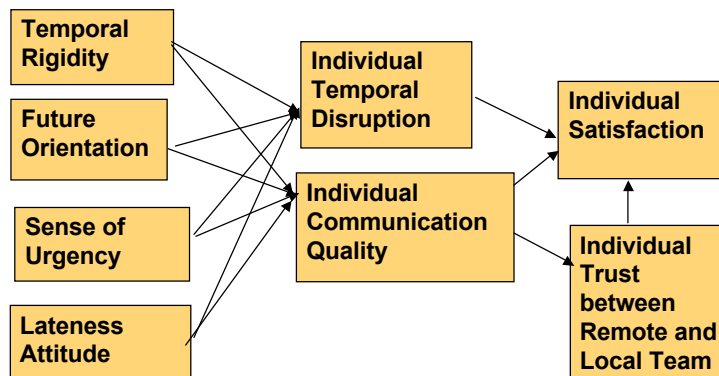 Temporal
Rigidity
Future
Orientation
Sense of
Urgency
Lateness
Attitude
Individual
Temporal
Disruption
Individual
Communication
Quality
Individual
Satisfaction
Individual
Trust
between
Remote and
Local Team